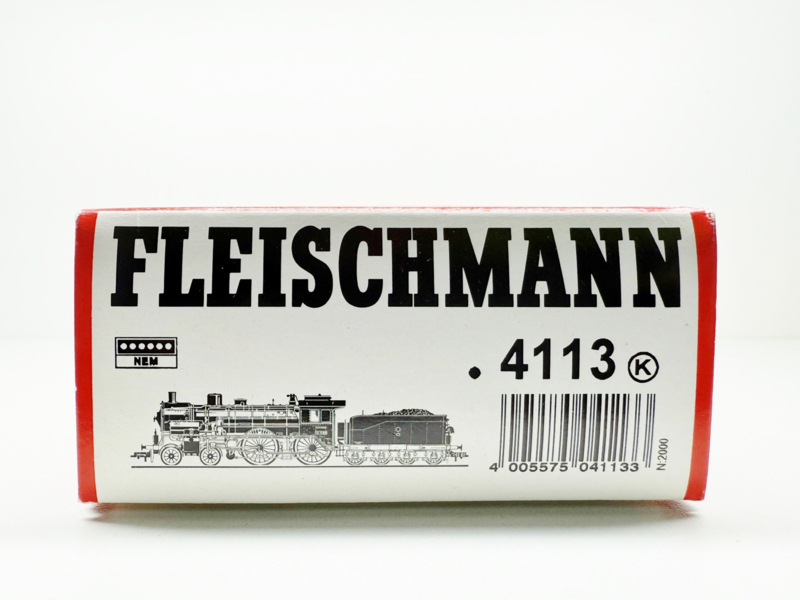 FLEISCHMANN
NEM
. 4113 K
4 005575 041133
N:2000